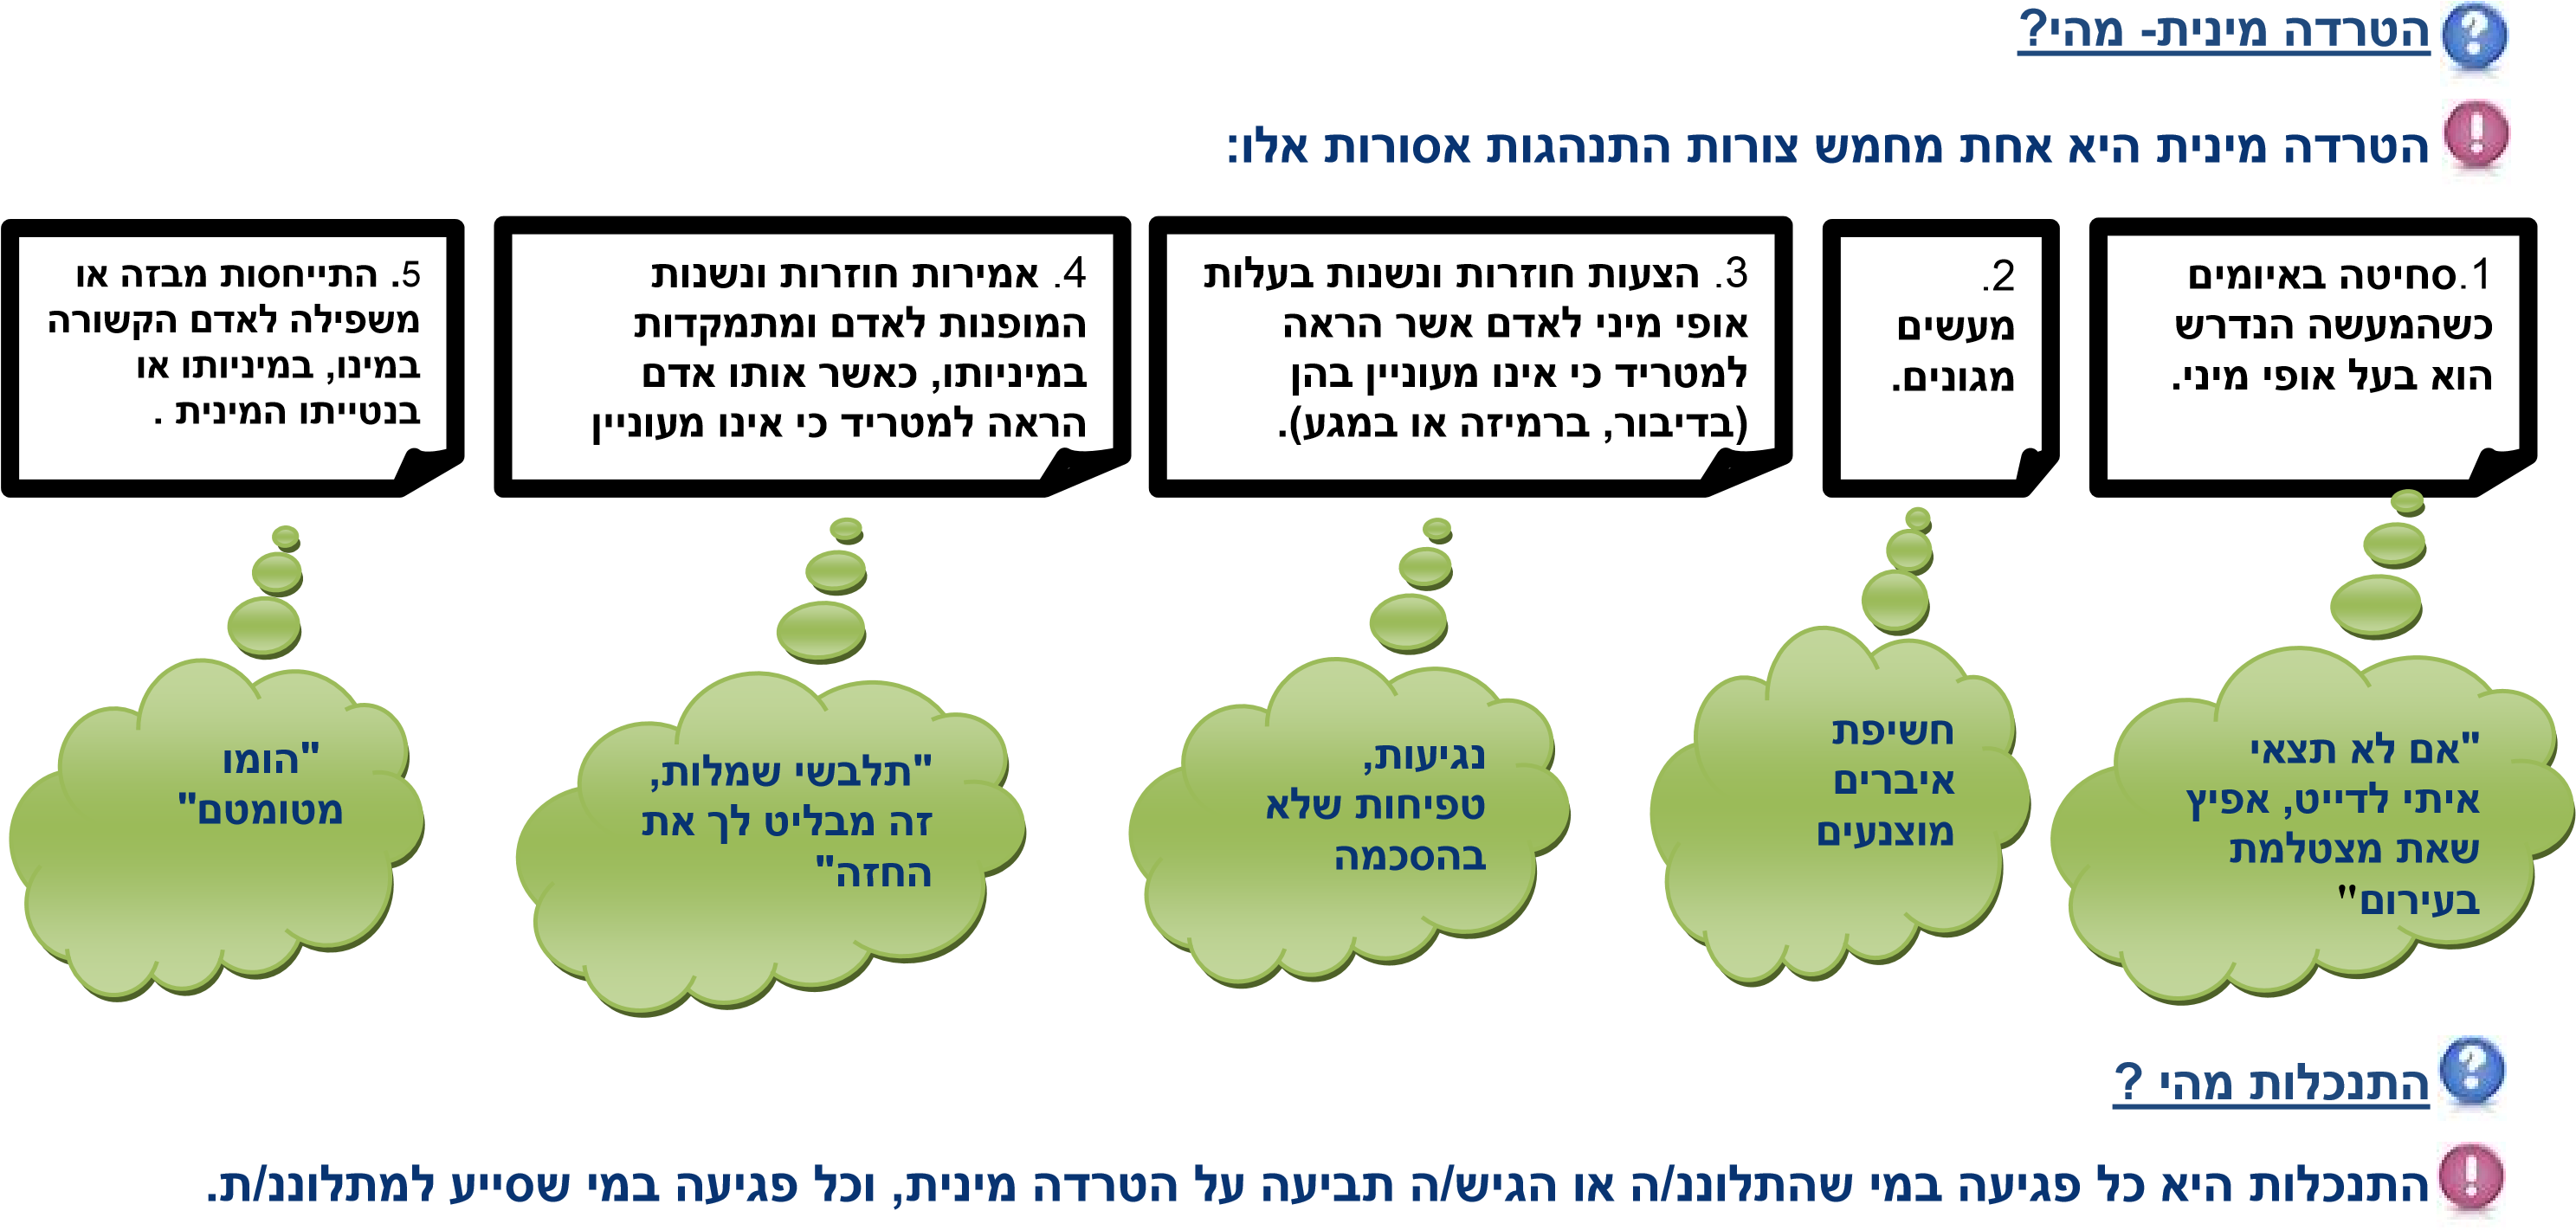 הטרדה מינית- מהי?
הטרדה מינית היא אחת מחמש צורות התנהגות אסורות אלו:
1.סחיטה באיומים
כשהמעשה הנדרש
הוא בעל אופי מיני.
2.
מעשים
מגונים.
3. הצעות חוזרות ונשנות בעלות
אופי מיני לאדם אשר הראה
למטריד כי אינו מעוניין בהן
(בדיבור, ברמיזה או במגע).
4. אמירות חוזרות ונשנות
המופנות לאדם ומתמקדות
במיניותו, כאשר אותו אדם
הראה למטריד כי אינו מעוניין
5. התייחסות מבזה או
משפילה לאדם הקשורה
במינו, במיניותו או
בנטייתו המינית .
"אם לא תצאי
איתי לדייט, אפיץ
שאת מצטלמת
בעירום"
חשיפת
איברים
מוצנעים
נגיעות,
טפיחות שלא
בהסכמה
"תלבשי שמלות,
זה מבליט לך את
החזה"
"הומו
מטומטם"
התנכלות מהי ?
התנכלות היא כל פגיעה במי שהתלוננ/ה או הגיש/ה תביעה על הטרדה מינית, וכל פגיעה במי שסייע למתלוננ/ת.